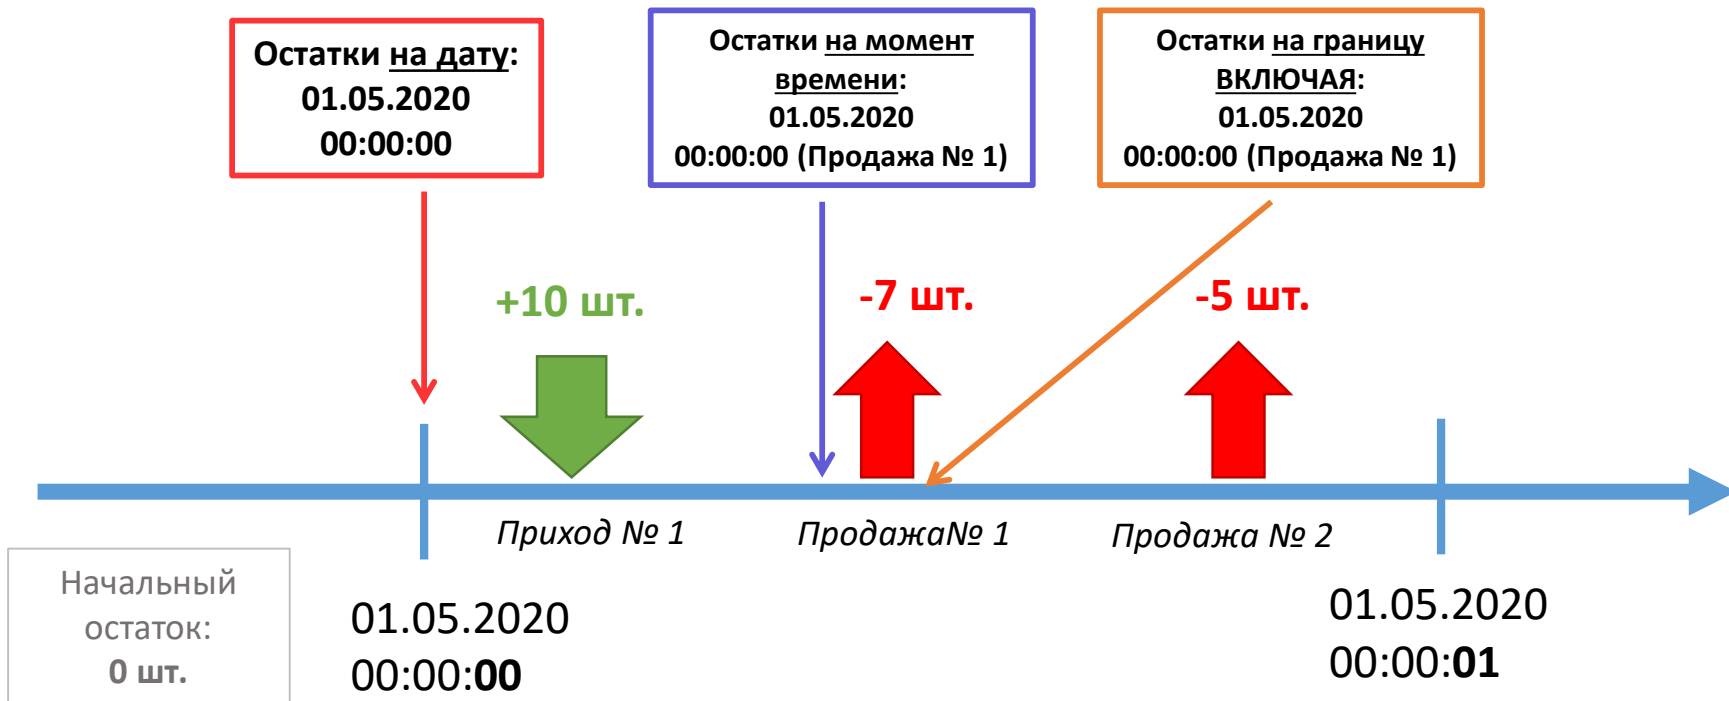 Остатки на дату:
01.05.2020
00:00:00
Остатки на момент
времени:
01.05.2020
00:00:00 (Продажа № 1)
Остатки на границу
ВКЛЮЧАЯ:
01.05.2020
00:00:00 (Продажа № 1)
+10 шт.
-7 шт.
-5 шт.
Приход № 1
Продажа№ 1
Продажа № 2
Начальный
остаток:
0 шт.
01.05.2020
00:00:00
01.05.2020
00:00:01